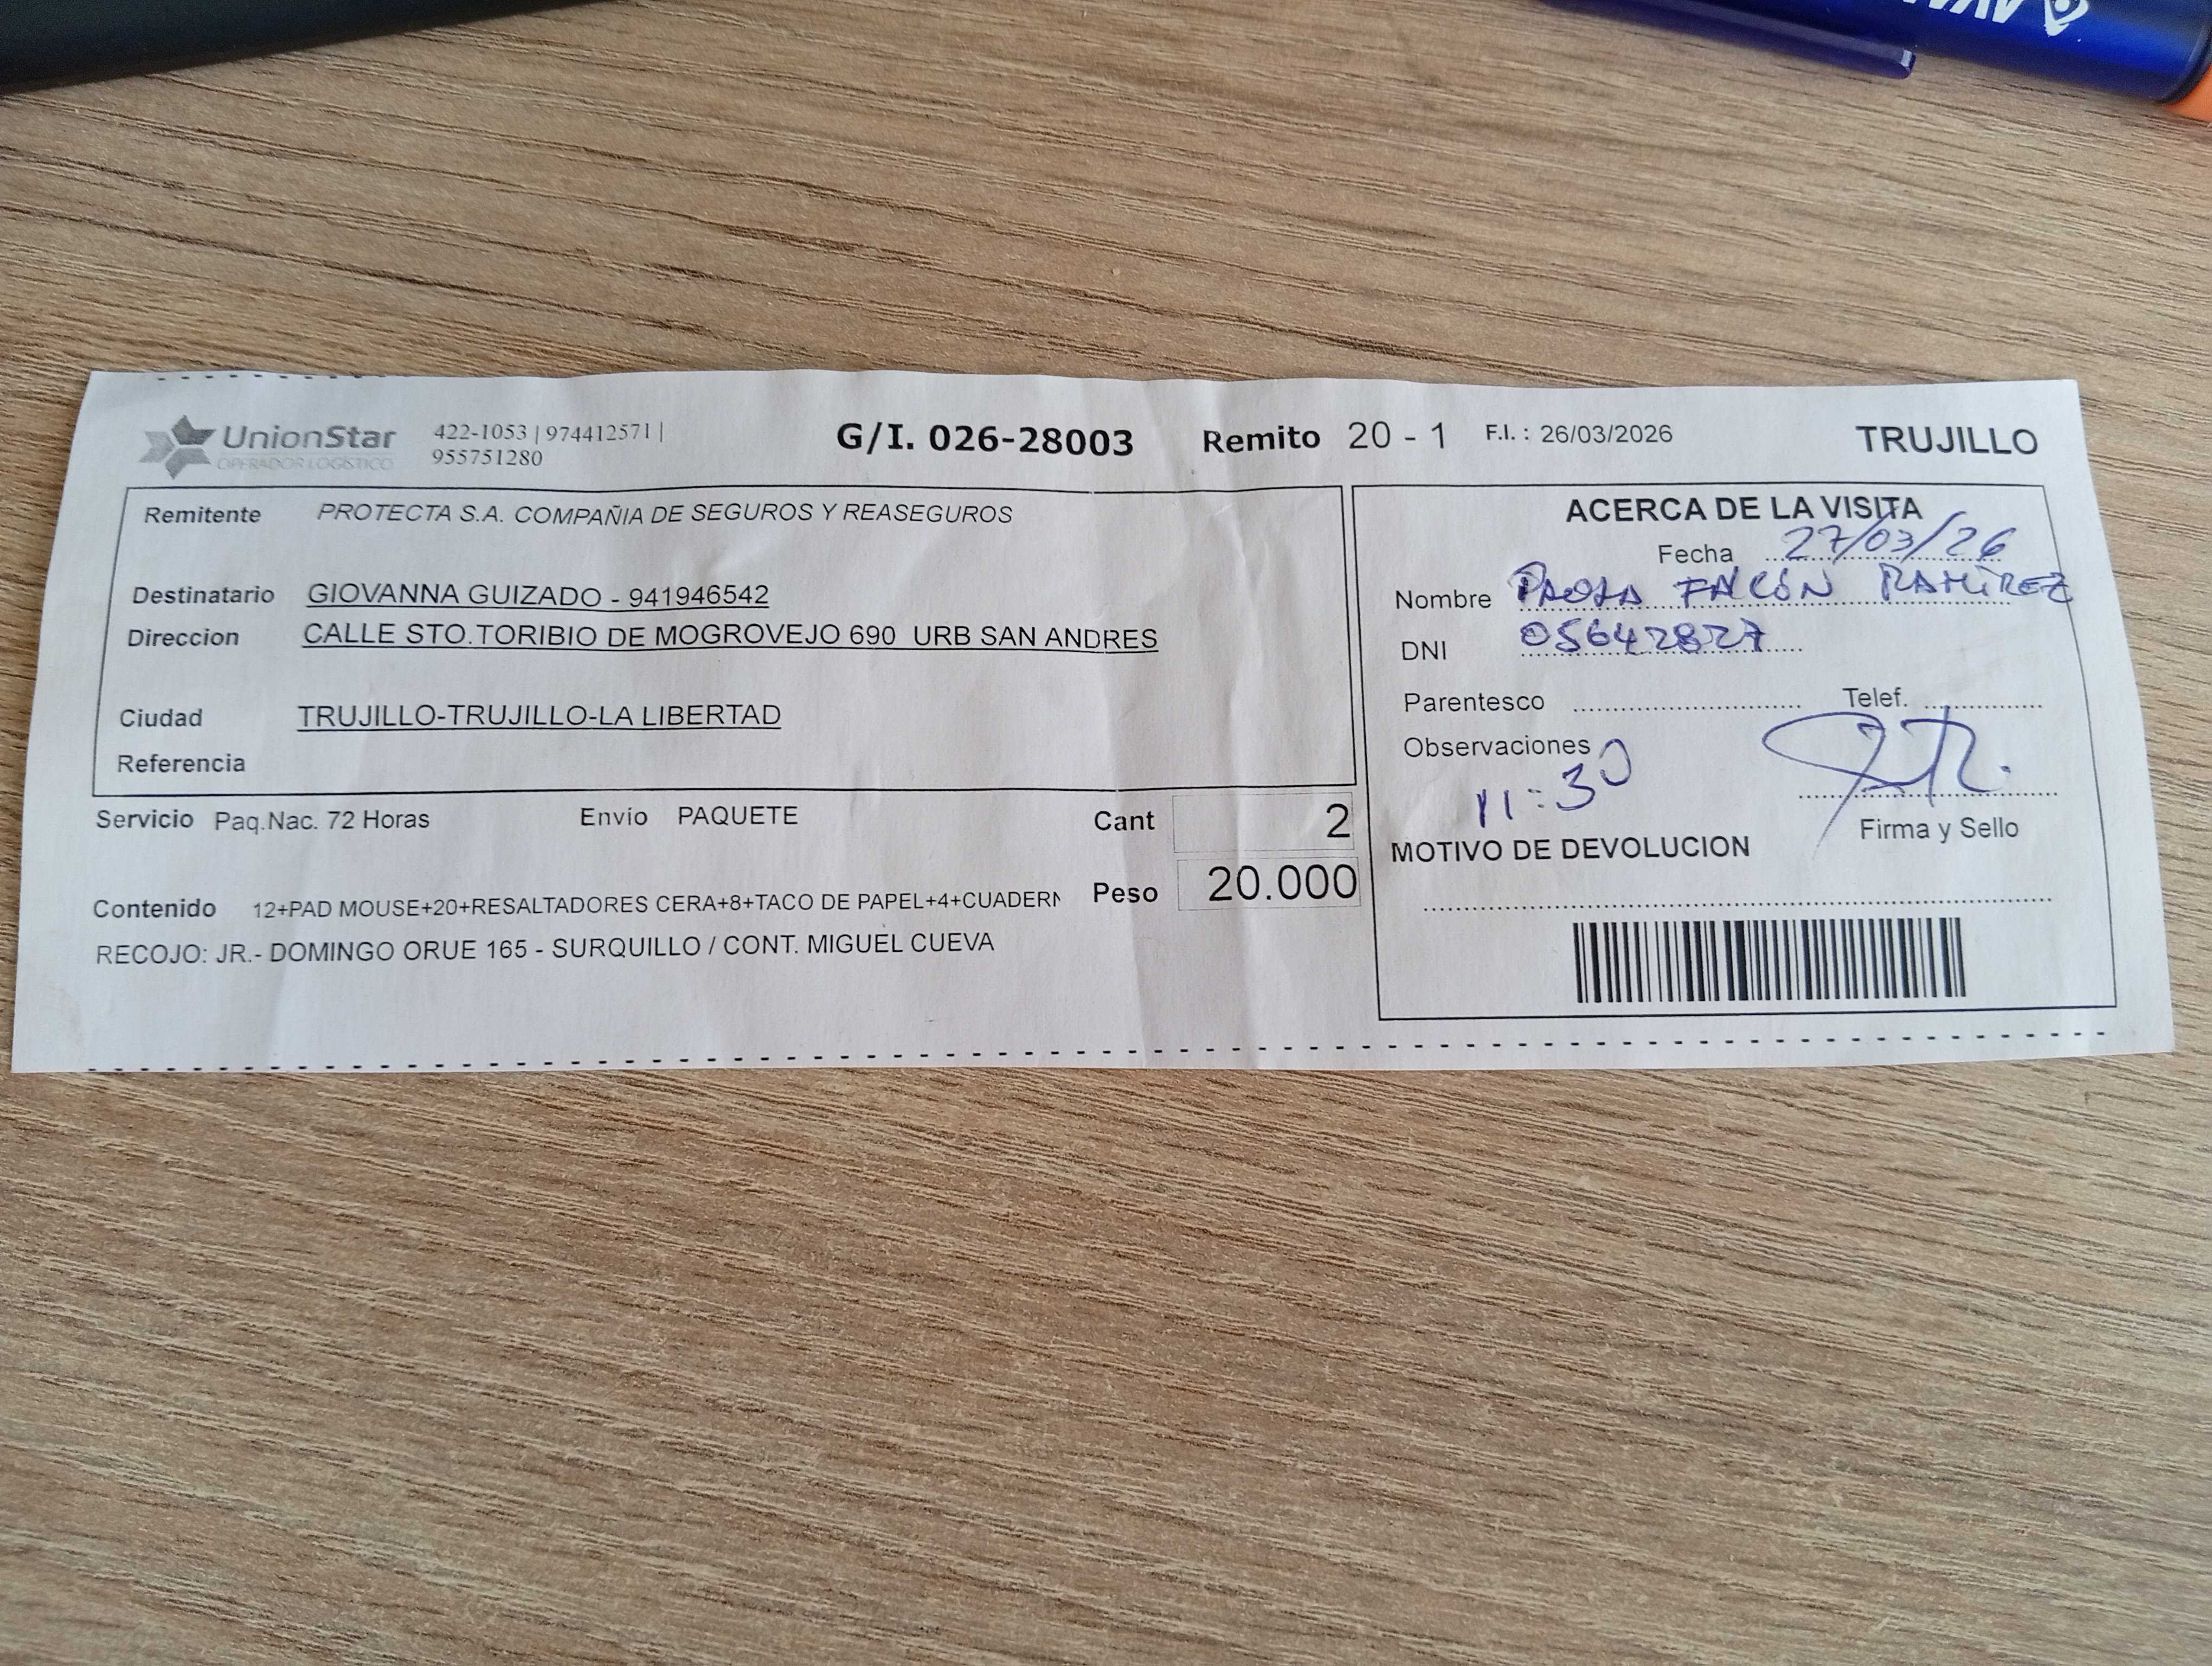 UnionStar
OPERADOR LOGÍSTICO
422-1053 | 974412571 |
955751280
G/I. 026-28003 Remito 20 - 1 F.I. : 26/03/2026 TRUJILLO
Remitente PROTECTA S.A. COMPAÑIA DE SEGUROS Y REASEGUROS
Destinatario GIOVANNA GUIZADO - 941946542
Direccion CALLE STO.TORIBIO DE MOGROVEJO 690 URB SAN ANDRES
Ciudad TRUJILLO-TRUJILLO-LA LIBERTAD
Referencia
Servicio Paq.Nac. 72 Horas Envío PAQUETE Cant 2
Contenido 12+PAD MOUSE+20+RESALTADORES CERA+8+TACO DE PAPEL+4+CUADERN Peso 20.000
RECOJO: JR.- DOMINGO ORUE 165 - SURQUILLO / CONT. MIGUEL CUEVA
ACERCA DE LA VISITA
Fecha 27/03/26
Nombre PAOLA FALCÓN RAMÍREZ
DNI 05642827
Parentesco Telef.
Observaciones
11:30
Firma y Sello
MOTIVO DE DEVOLUCION